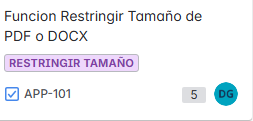 Funcion Restringir Tamaño de
PDF o DOCX
RESTRINGIR TAMAÑO
APP-101 5 DG